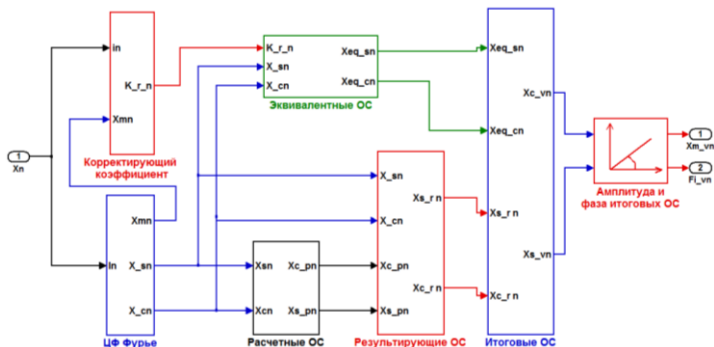 in
K_r_n
Xmn
Корректирующий
коэффициент
K_r_n
X_sn
X_cn
Xeq_sn
Xeq_cn
Эквивалентные ОС
Xeq_sn
Xc_vn
Xeq_cn
Xs_r n
Xs_vn
Xc_r n
Итоговые ОС
1
Xn
1
Xm_vn
2
Fi_vn
Амплитуда и
фаза итоговых ОС
Xmn
In
X_sn
X_cn
ЦФ Фурье
Xsn
Xc_pn
Xcn
Xs_pn
Расчетные ОС
X_sn
Xs_r n
X_cn
Xc_pn
Xc_r n
Xs_pn
Результирующие ОС